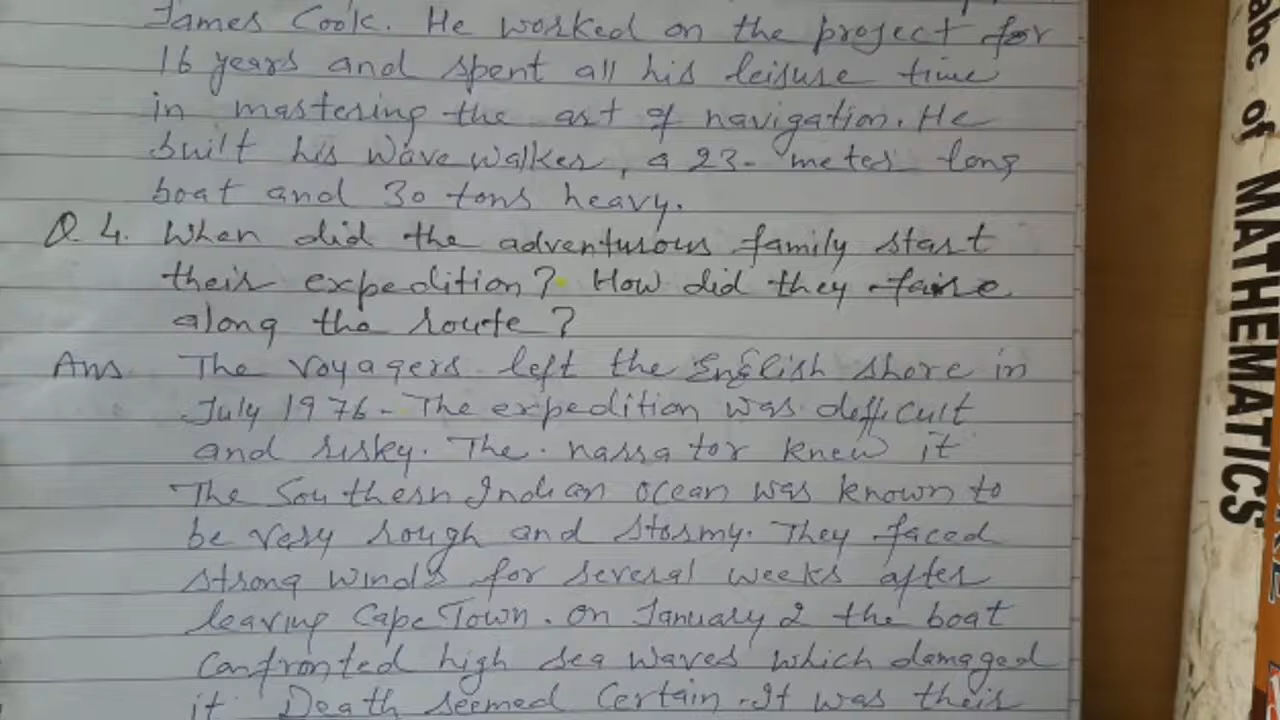 James Cook. He worked on the project for
16 years and spent all his leisure time
in mastering the art of navigation. He
built his Wave Walker, a 23-meter long
boat and 30 tons heavy.
Q.4. When did the adventurous family start
their expedition? How did they faire
along the route?
Ans The voyagers left the English shore in
July 1976. The expedition was difficult
and risky. The narrator knew it
The Southern Indian Ocean was known to
be very rough and stormy. They faced
strong winds for several weeks after
leaving Cape Town. On January 2 the boat
confronted high sea waves which damaged
it. Death seemed certain. It was their
abc of MATHEMATICS